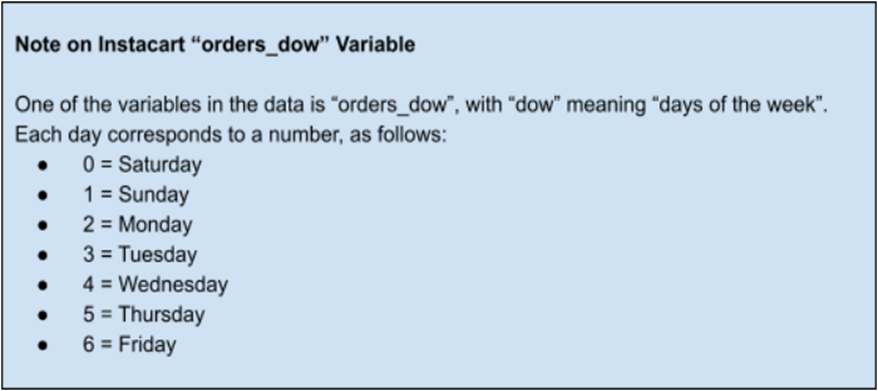 Note on Instacart “orders_dow” Variable
One of the variables in the data is “orders_dow”, with “dow” meaning “days of the week”.
Each day corresponds to a number, as follows:
● 0 = Saturday
● 1 = Sunday
● 2 = Monday
● 3 = Tuesday
● 4 = Wednesday
● 5 = Thursday
● 6 = Friday